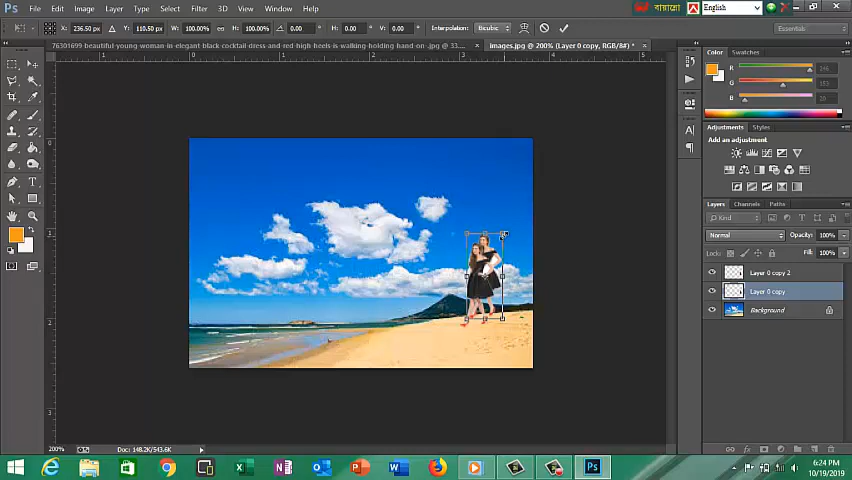 Ps File Edit Image Layer Type Select Filter 3D View Window Help
বায়ান্নো English
X: 236.50 px Y: 110.50 px W: 100.00% H: 100.00% 0.00 H: 0.00 V: 0.00 Interpolation: Bicubic Essentials
76301699 beautiful-young-woman-in-elegant-black-cocktail-dress-and-red-high-heels-is-walking-holding-hand-on-.jpg @ 33.... × images.jpg @ 200% (Layer 0 copy, RGB/8#) * ×
Color Swatches
R 246
G 153
B 20
Adjustments Styles
Add an adjustment
Layers Channels Paths
Kind
Normal Opacity: 100%
Lock: Fill: 100%
Layer 0 copy 2
Layer 0 copy
Background
200% Doc: 148.2K/543.6K
6:24 PM
10/19/2019